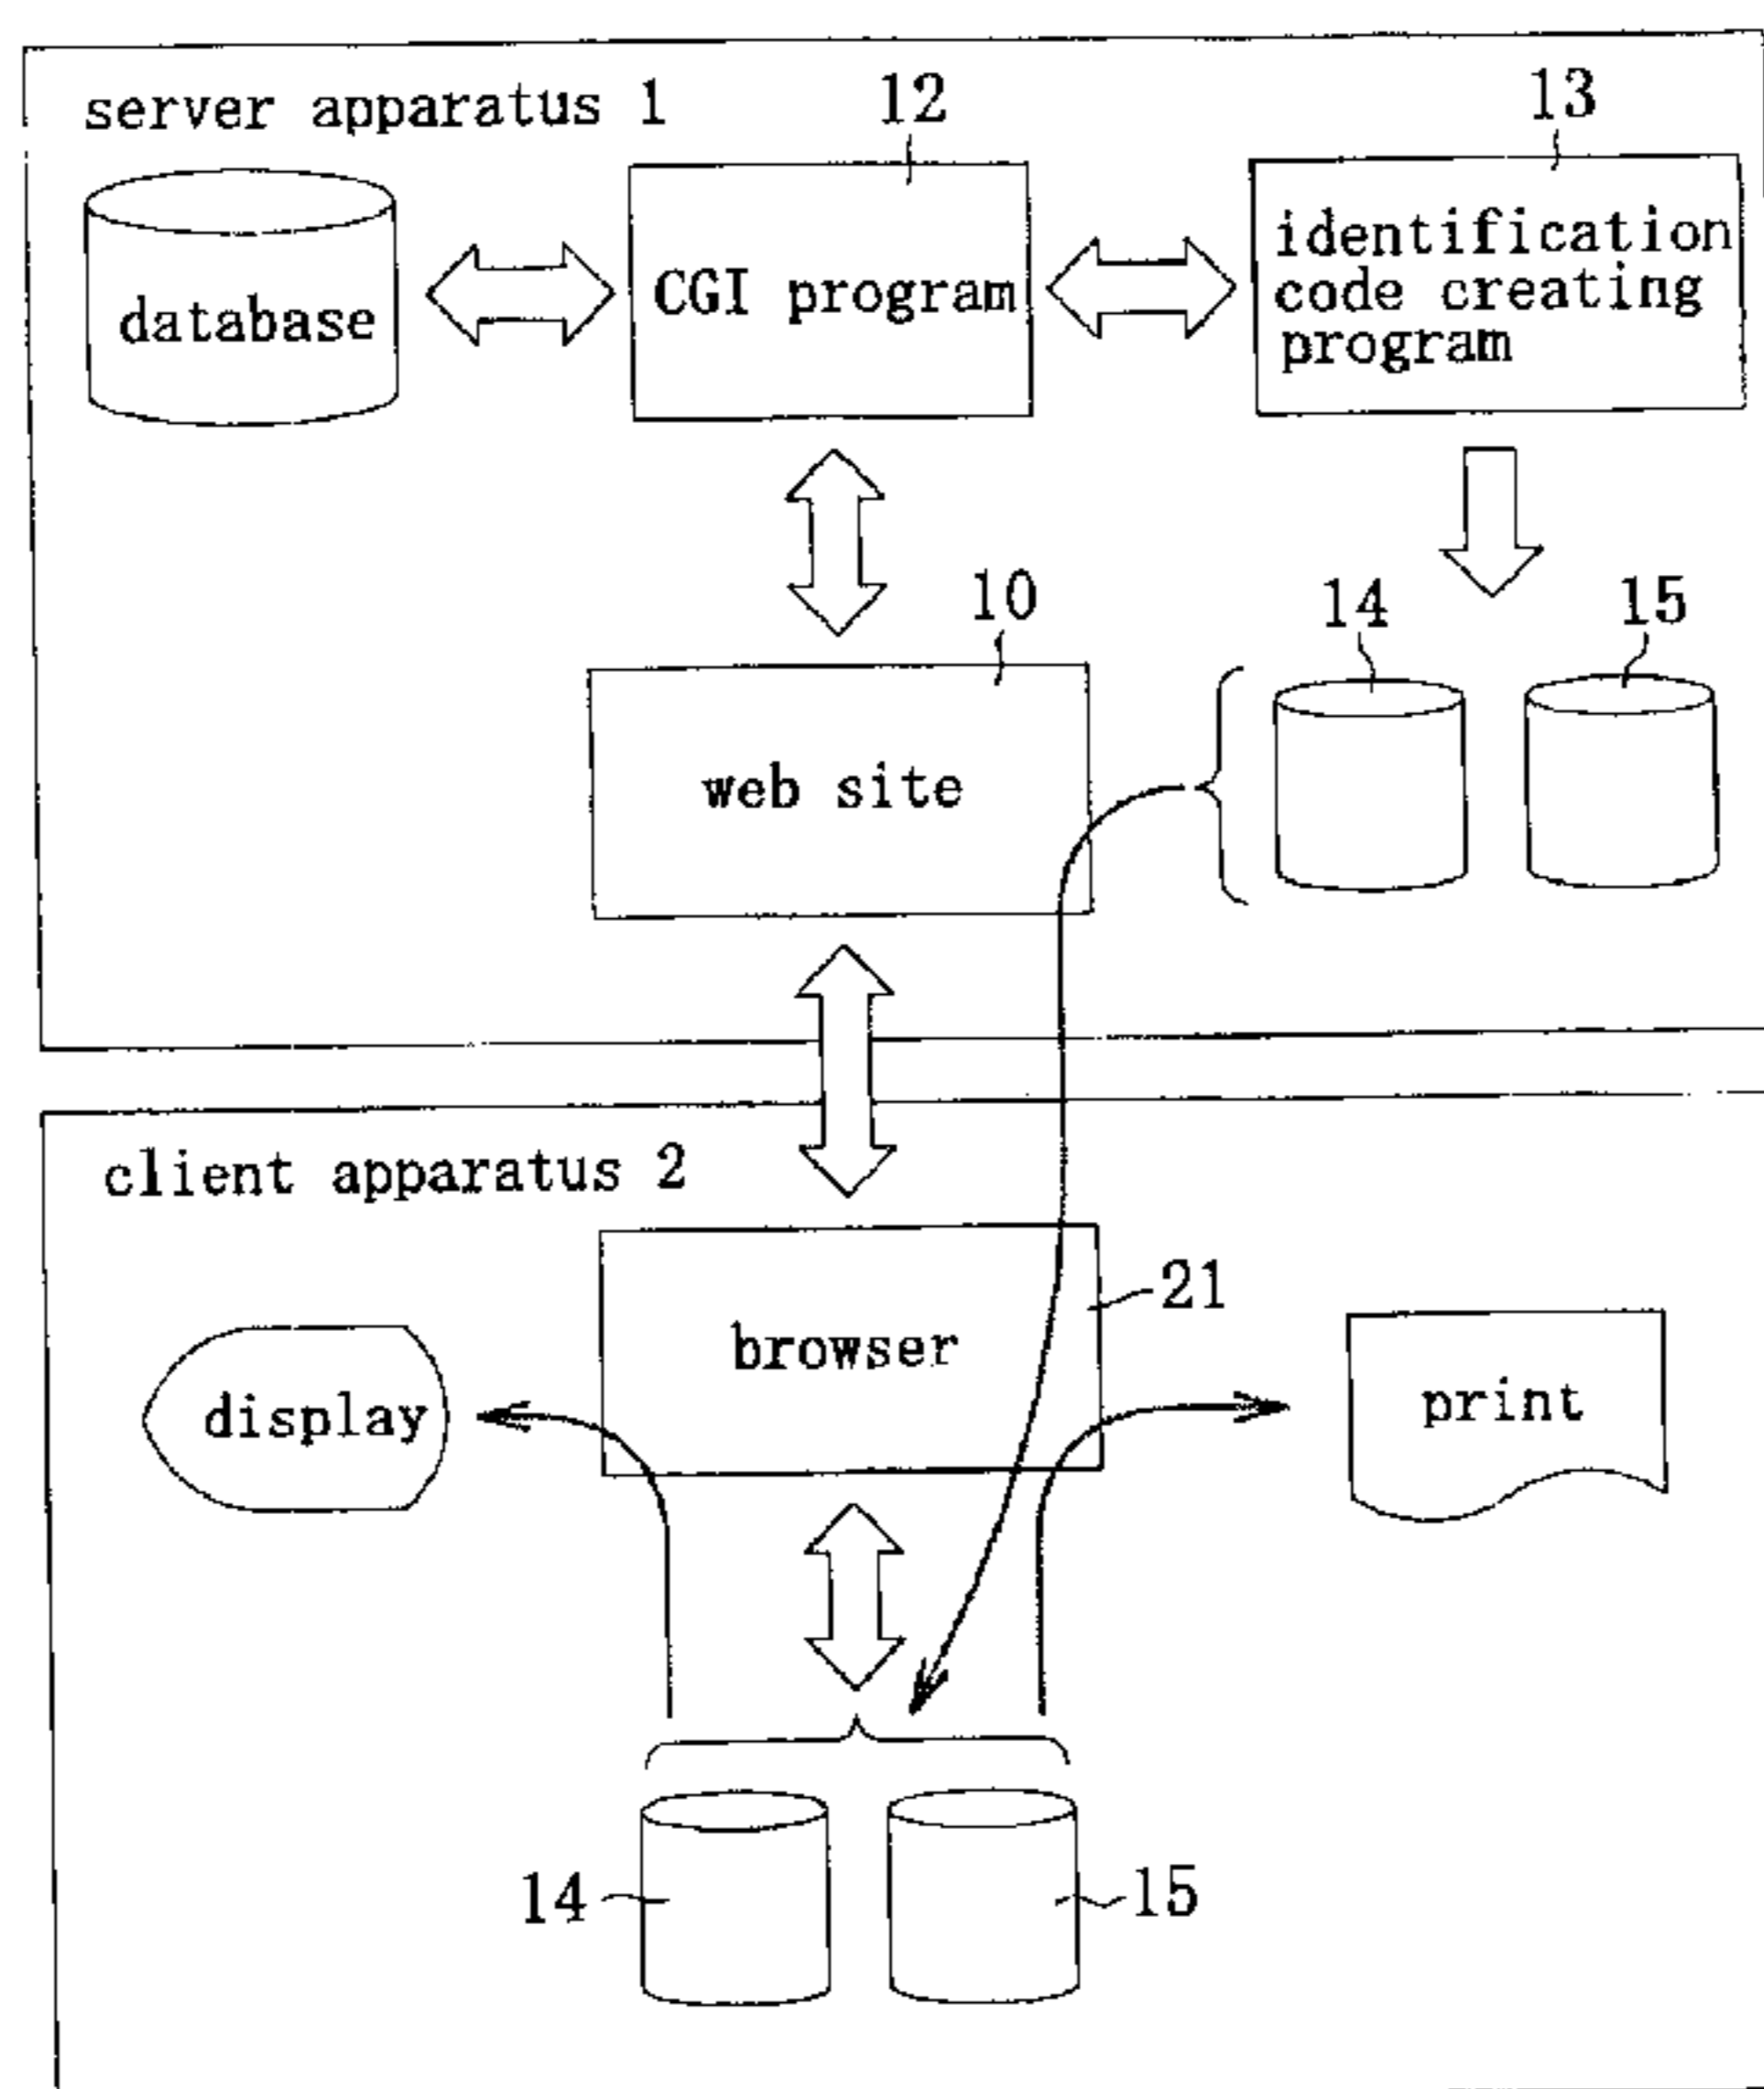 server apparatus 1
12
13
database
CGI program
identification
code creating
program
10
14
15
web site
client apparatus 2
21
browser
display
print
14
15